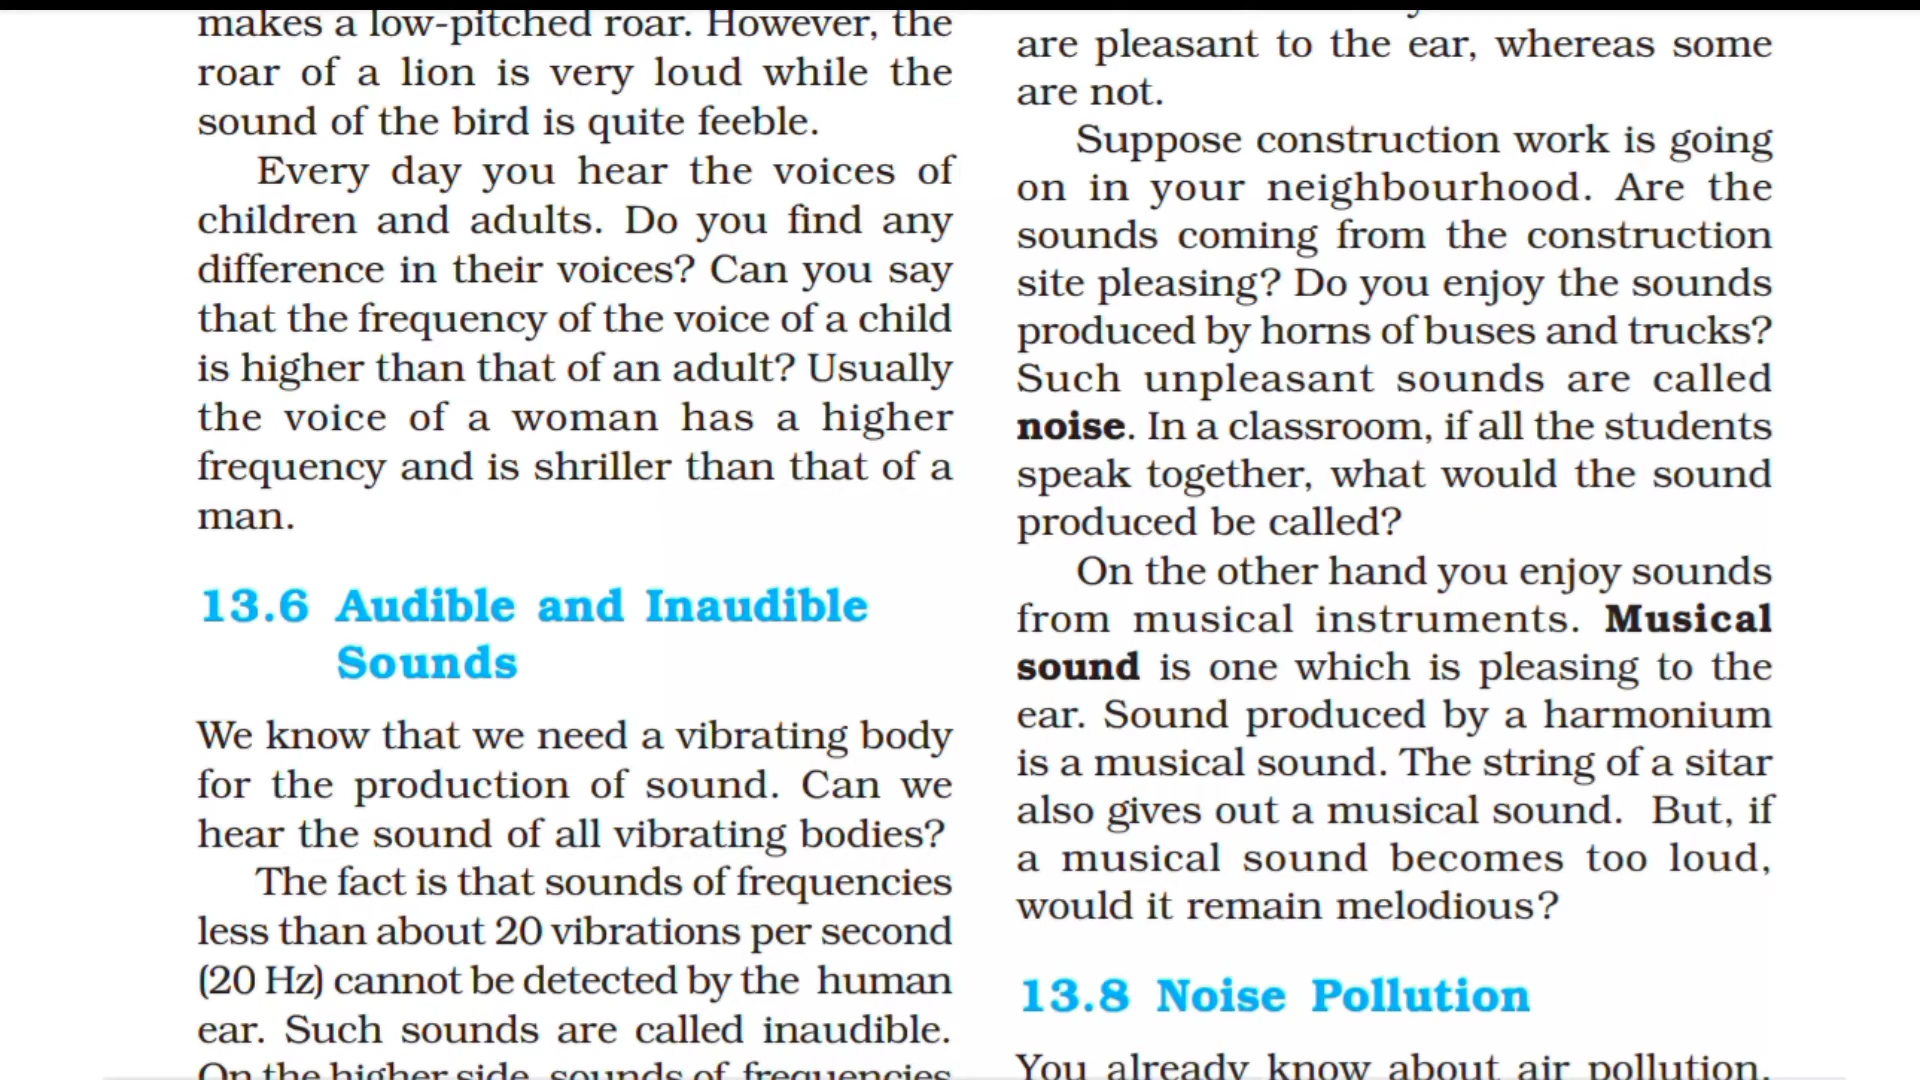 makes a low-pitched roar. However, the
roar of a lion is very loud while the
sound of the bird is quite feeble.
Every day you hear the voices of
children and adults. Do you find any
difference in their voices? Can you say
that the frequency of the voice of a child
is higher than that of an adult? Usually
the voice of a woman has a higher
frequency and is shriller than that of a
man.
13.6 Audible and Inaudible
Sounds
We know that we need a vibrating body
for the production of sound. Can we
hear the sound of all vibrating bodies?
The fact is that sounds of frequencies
less than about 20 vibrations per second
(20 Hz) cannot be detected by the human
ear. Such sounds are called inaudible.
On the higher side, sounds of frequencies
are pleasant to the ear, whereas some
are not.
Suppose construction work is going
on in your neighbourhood. Are the
sounds coming from the construction
site pleasing? Do you enjoy the sounds
produced by horns of buses and trucks?
Such unpleasant sounds are called
noise. In a classroom, if all the students
speak together, what would the sound
produced be called?
On the other hand you enjoy sounds
from musical instruments. Musical
sound is one which is pleasing to the
ear. Sound produced by a harmonium
is a musical sound. The string of a sitar
also gives out a musical sound. But, if
a musical sound becomes too loud,
would it remain melodious?
13.8 Noise Pollution
You already know about air pollution.